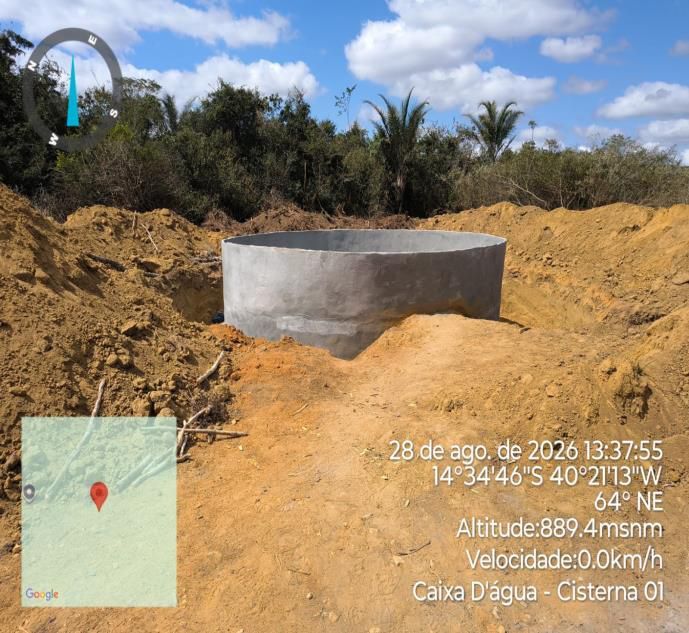 N
E
S
W
28 de ago. de 2026 13:37:55
14°34'46"S 40°21'13"W
64° NE
Altitude:889.4msnm
Velocidade:0.0km/h
Caixa D'água - Cisterna 01
Google